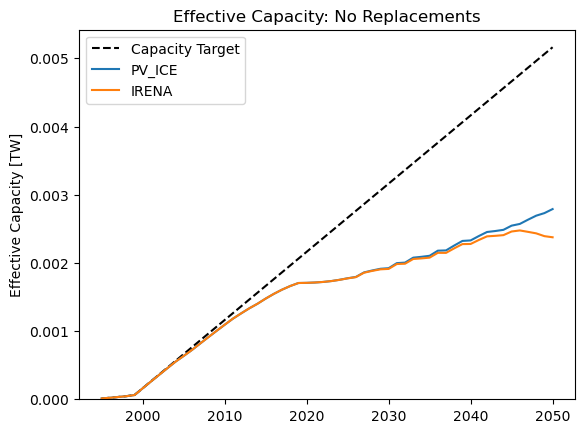 Effective Capacity: No Replacements
Effective Capacity [TW]
0.005
0.004
0.003
0.002
0.001
0.000
Capacity Target
PV_ICE
IRENA
2000
2010
2020
2030
2040
2050